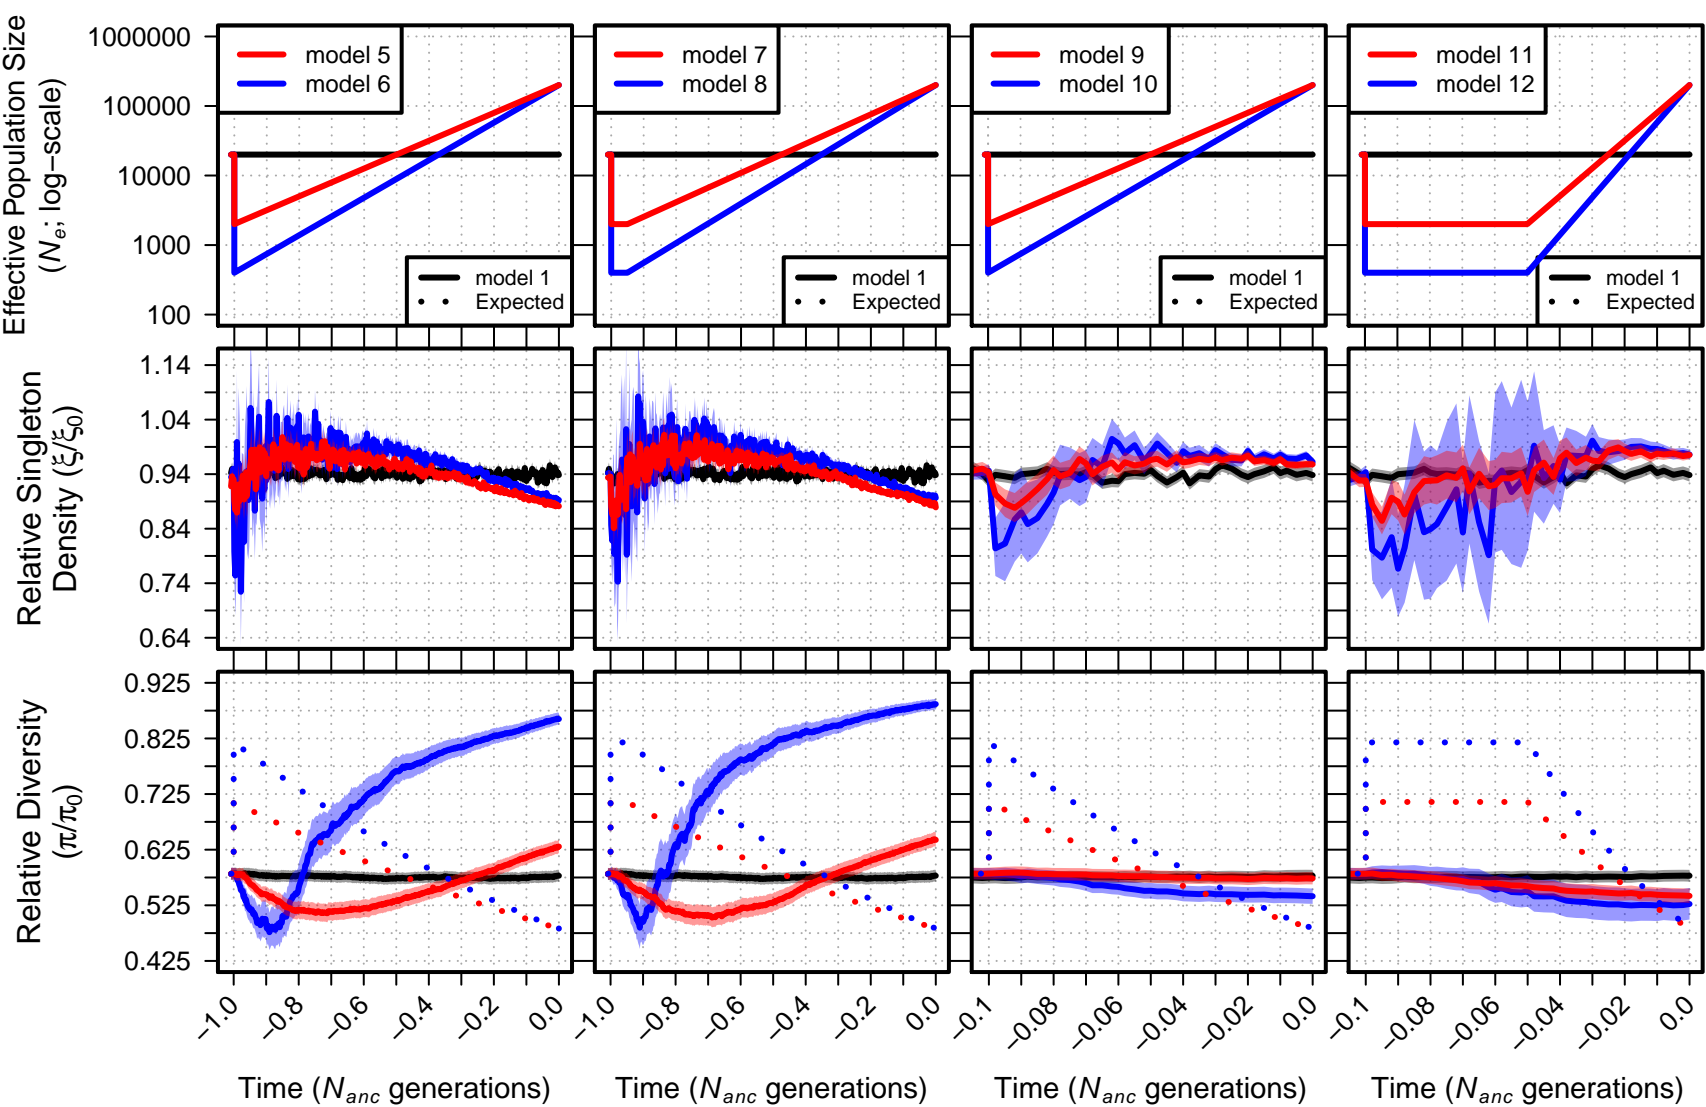 Effective Population Size
(Ne; log−scale)
1000000
100000
10000
1000
100
model 5
model 6
model 1
Expected
model 7
model 8
model 1
Expected
model 9
model 10
model 1
Expected
model 11
model 12
model 1
Expected
Relative Singleton
Density (ξ/ξ0)
1.14
1.04
0.94
0.84
0.74
0.64
Relative Diversity
(π/π0)
0.925
0.825
0.725
0.625
0.525
0.425
−1.0
−0.8
−0.6
−0.4
−0.2
0.0
−1.0
−0.8
−0.6
−0.4
−0.2
0.0
−0.1
−0.08
−0.06
−0.04
−0.02
0.0
−0.1
−0.08
−0.06
−0.04
−0.02
0.0
Time (Nanc generations)
Time (Nanc generations)
Time (Nanc generations)
Time (Nanc generations)